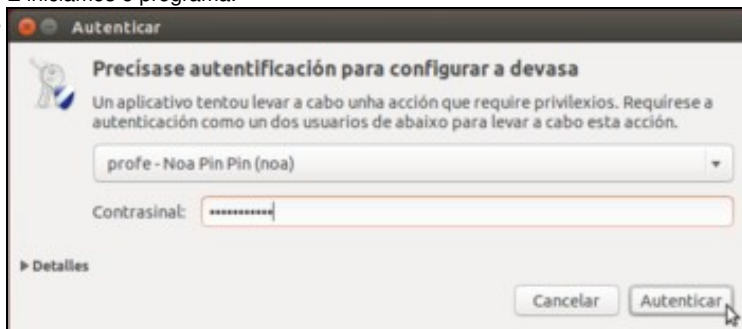 E iniciamos o programa:
Autenticar
Precísase autentificación para configurar a devasa
Un aplicativo tentou levar a cabo unha acción que require privilexios. Requírese a
autenticación como un dos usuarios de abaixo para levar a cabo esta acción.
profe - Noa Pin Pin (noa)
Contrasinal: •••••••••••
Detalles
Cancelar Autenticar